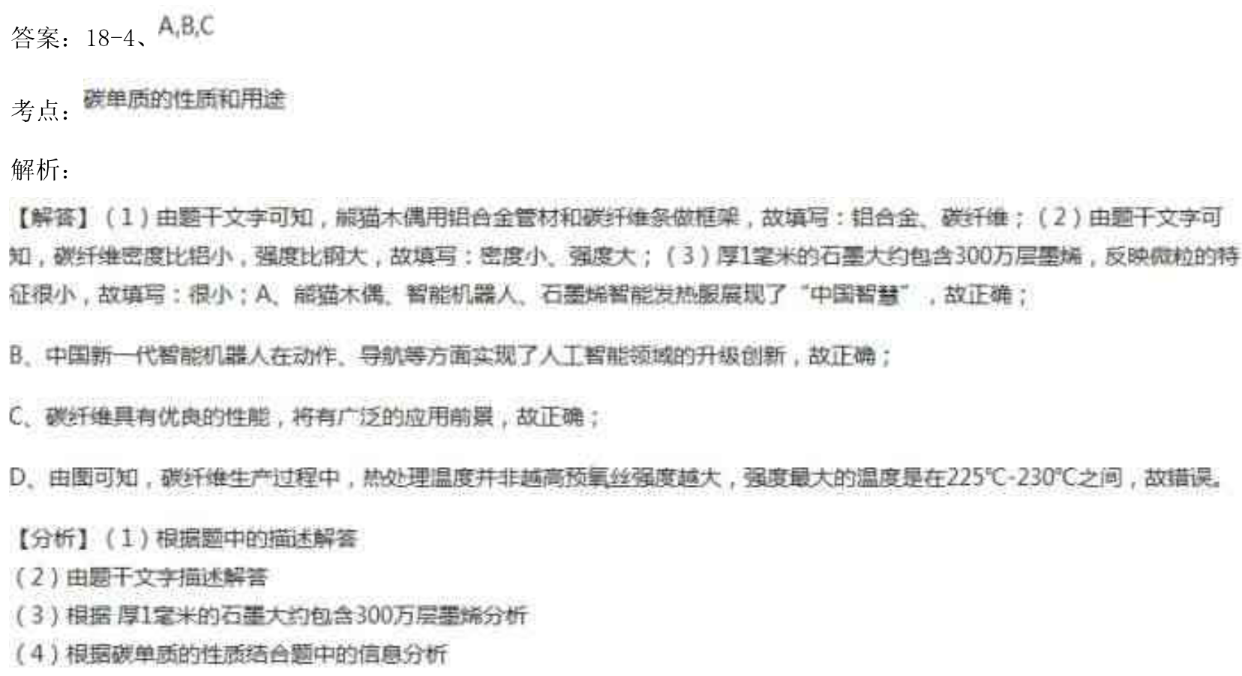 答案：18-4、A,B,C
考点：碳单质的性质和用途
解析：
【解答】（1）由题干文字可知，熊猫木偶用铝合金管材和碳纤维条做框架，故填写：铝合金、碳纤维；（2）由题干文字可
知，碳纤维密度比铝小，强度比钢大，故填写：密度小、强度大；（3）厚1毫米的石墨大约包含300万层墨烯，反映微粒的特
征很小，故填写：很小；A、熊猫木偶、智能机器人、石墨烯智能发热服展现了“中国智慧”，故正确；
B、中国新一代智能机器人在动作、导航等方面实现了人工智能领域的升级创新，故正确；
C、碳纤维具有优良的性能，将有广泛的应用前景，故正确；
D、由图可知，碳纤维生产过程中，热处理温度并非越高预氧丝强度越大，强度最大的温度是在225℃-230℃之间，故错误。
【分析】（1）根据题中的描述解答
（2）由题干文字描述解答
（3）根据 厚1毫米的石墨大约包含300万层墨烯分析
（4）根据碳单质的性质结合题中的信息分析